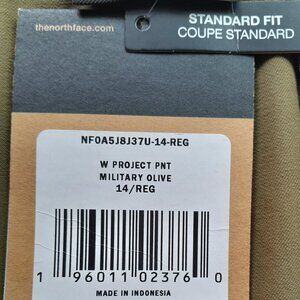 thenorthface.com
STANDARD FIT
COUPE STANDARD
NF0A5J8J37U-14-REG
W PROJECT PNT
MILITARY OLIVE
14/REG
1 96011 02376 0
MADE IN INDONESIA